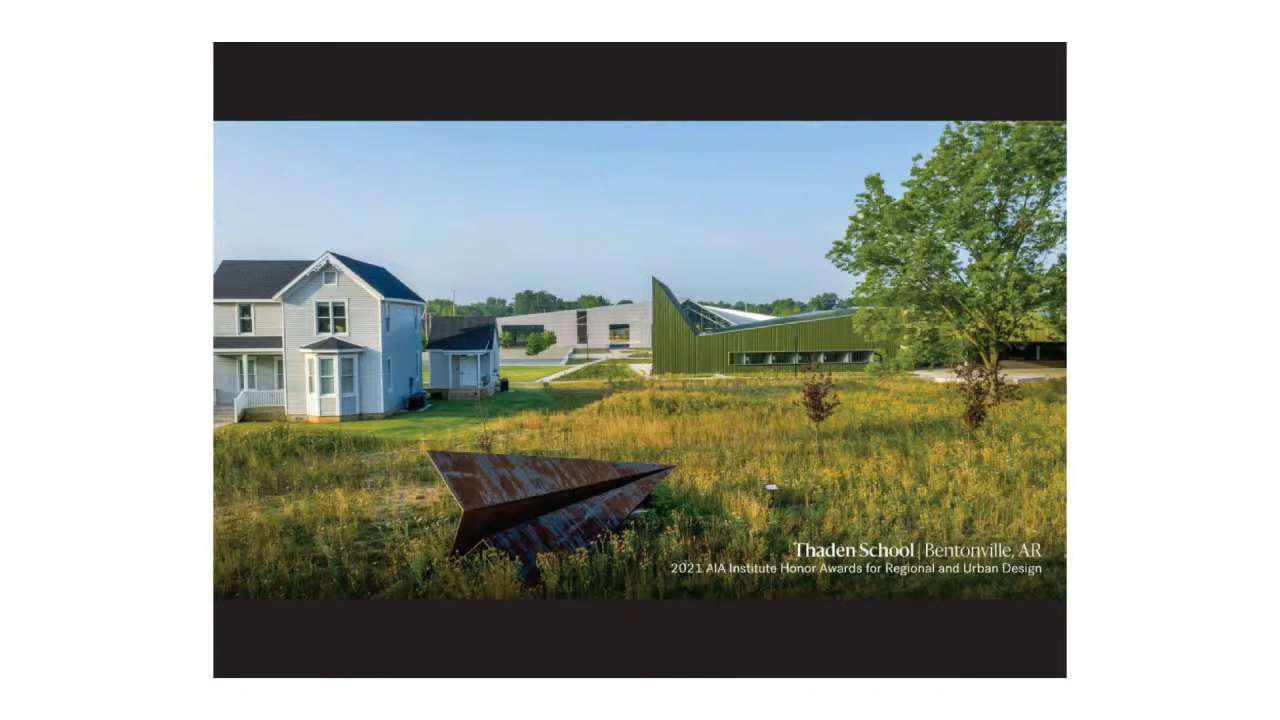 Thaden School | Bentonville, AR
2021 AIA Institute Honor Awards for Regional and Urban Design